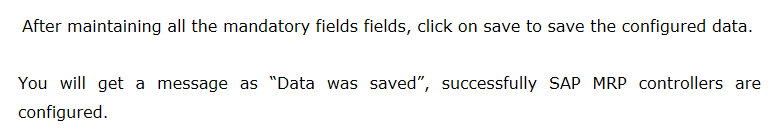 After maintaining all the mandatory fields fields, click on save to save the configured data.
You will get a message as “Data was saved”, successfully SAP MRP controllers are
configured.